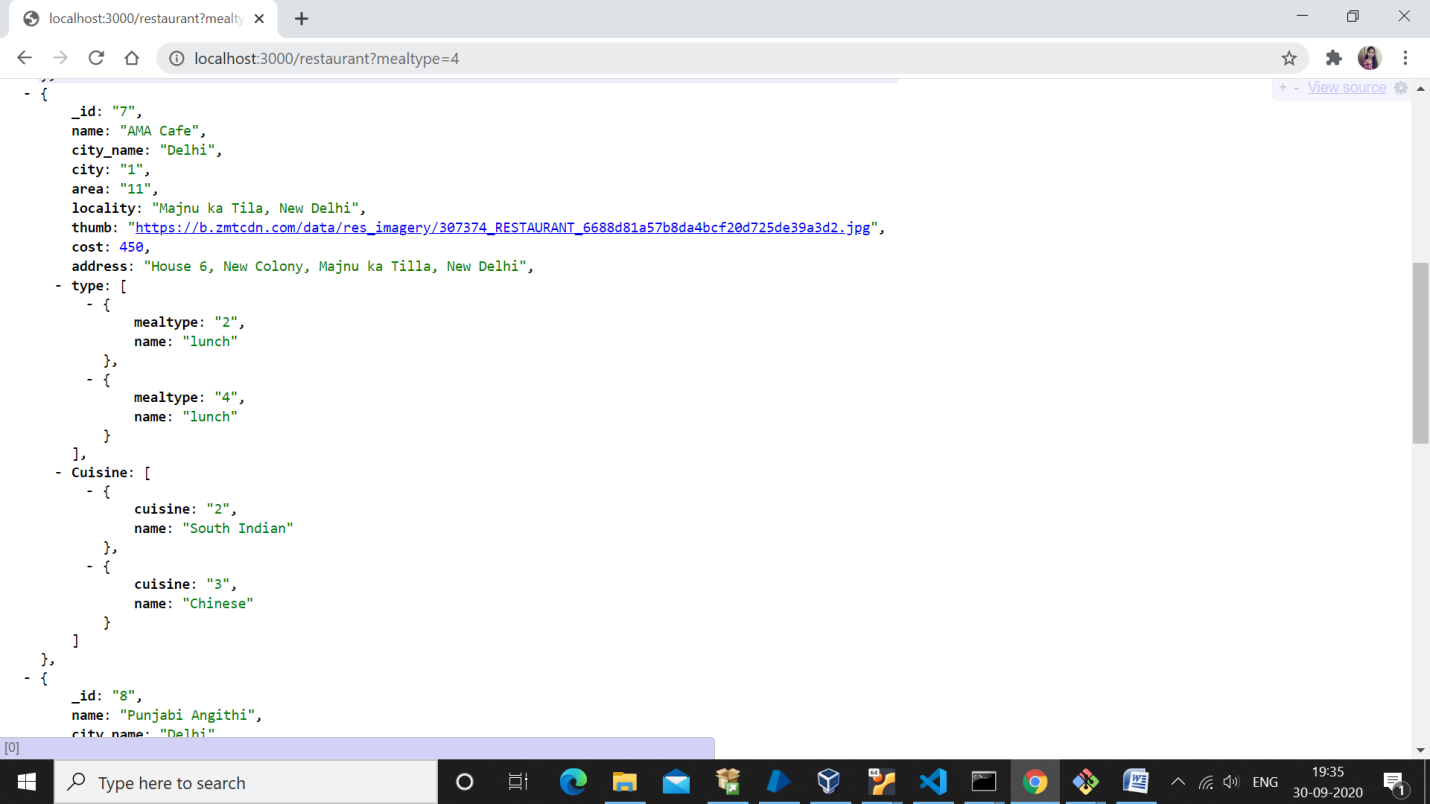 localhost:3000/restaurant?mealty
localhost:3000/restaurant?mealtype=4
+ - View source
- {
_id: "7",
name: "AMA Cafe",
city_name: "Delhi",
city: "1",
area: "11",
locality: "Majnu ka Tila, New Delhi",
thumb: "https://b.zmtcdn.com/data/res_imagery/307374_RESTAURANT_6688d81a57b8da4bcf20d725de39a3d2.jpg",
cost: 450,
address: "House 6, New Colony, Majnu ka Tilla, New Delhi",
- type: [
- {
mealtype: "2",
name: "lunch"
},
- {
mealtype: "4",
name: "lunch"
}
],
- Cuisine: [
- {
cuisine: "2",
name: "South Indian"
},
- {
cuisine: "3",
name: "Chinese"
}
]
},
- {
_id: "8",
name: "Punjabi Angithi",
city_name: "Delhi"
[0]
Type here to search
64
ENG
19:35
30-09-2020
1